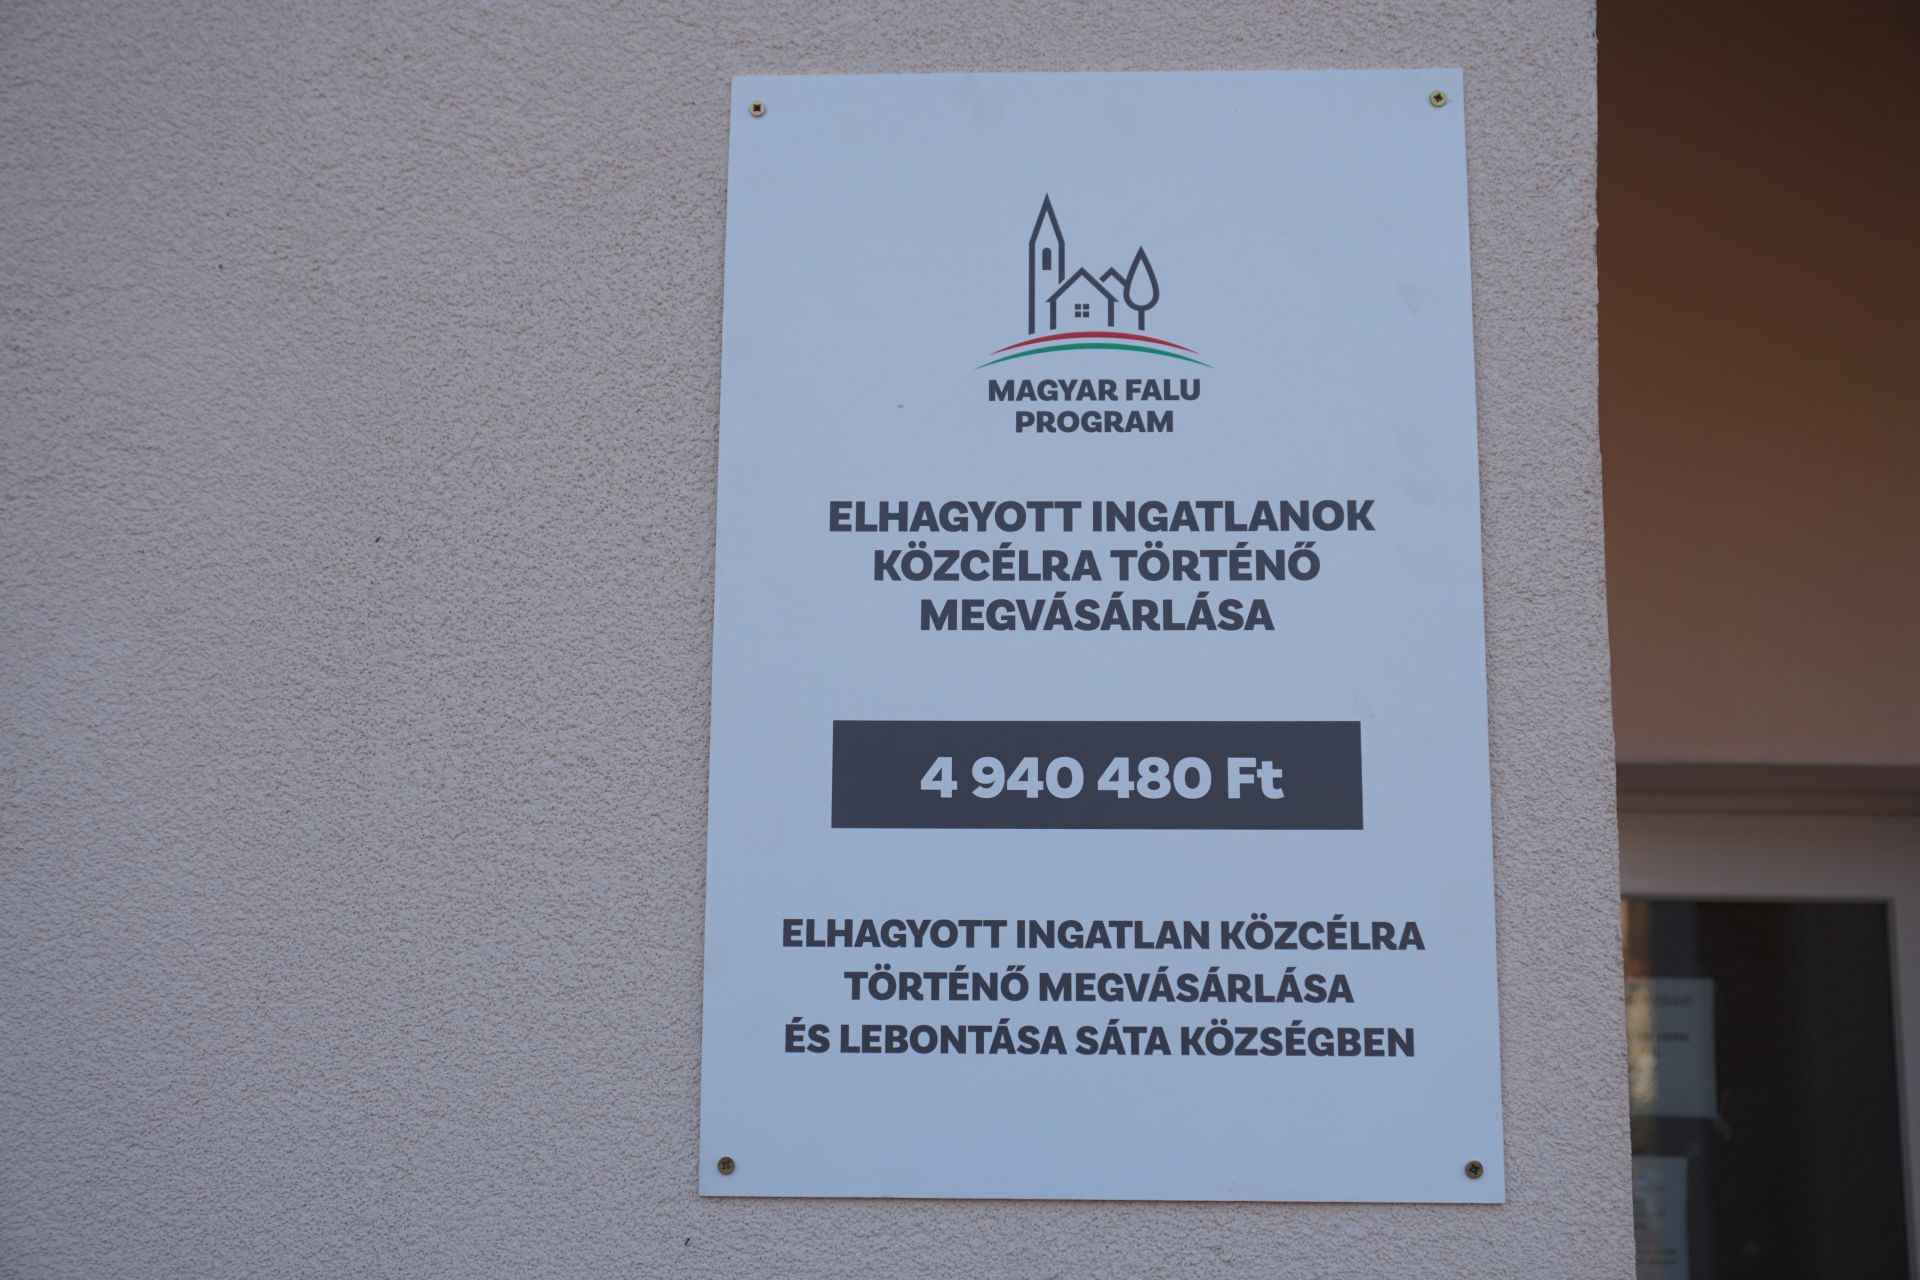 MAGYAR FALU
PROGRAM
ELHAGYOTT INGATLANOK
KÖZCÉLRA TÖRTÉNŐ
MEGVÁSÁRLÁSA
4 940 480 Ft
ELHAGYOTT INGATLAN KÖZCÉLRA
TÖRTÉNŐ MEGVÁSÁRLÁSA
ÉS LEBONTÁSA SÁTA KÖZSÉGBEN